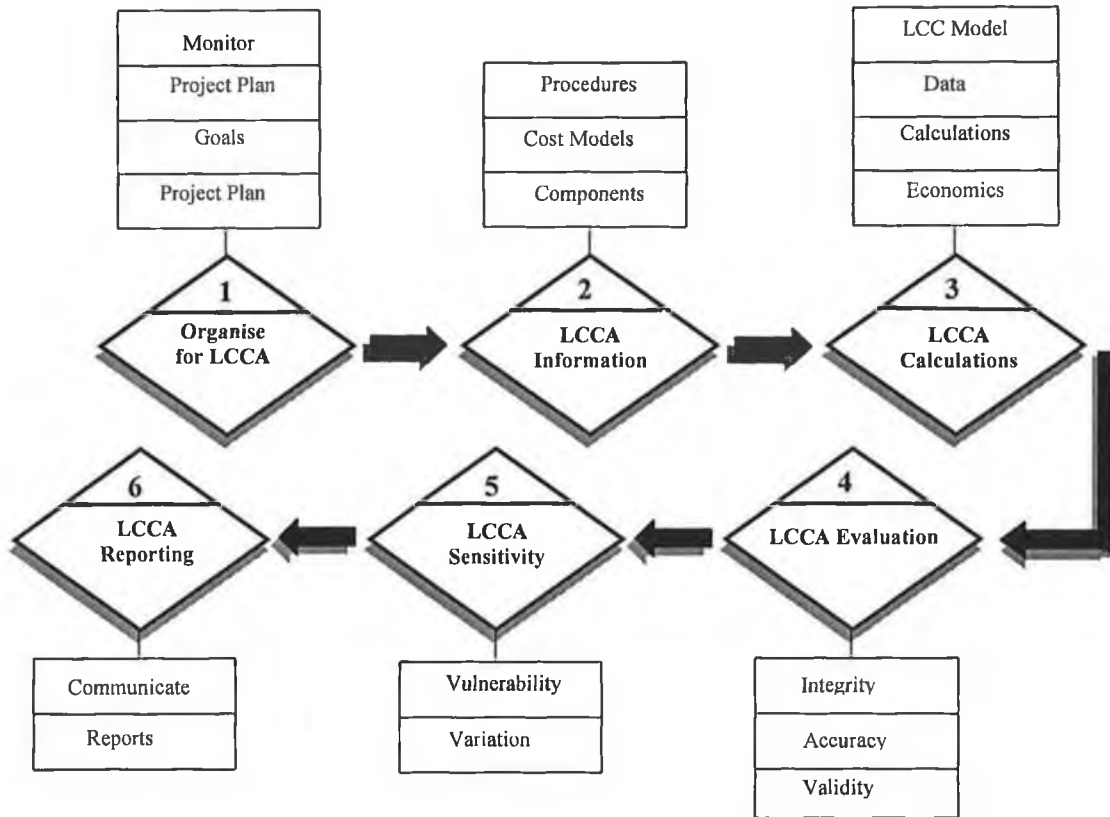 Monitor
Project Plan
Goals
Project Plan
1
Organise
for LCCA
Procedures
Cost Models
Components
2
LCCA
Information
LCC Model
Data
Calculations
Economics
3
LCCA
Calculations
4
LCCA Evaluation
Integrity
Accuracy
Validity
5
LCCA
Sensitivity
Vulnerability
Variation
6
LCCA
Reporting
Communicate
Reports